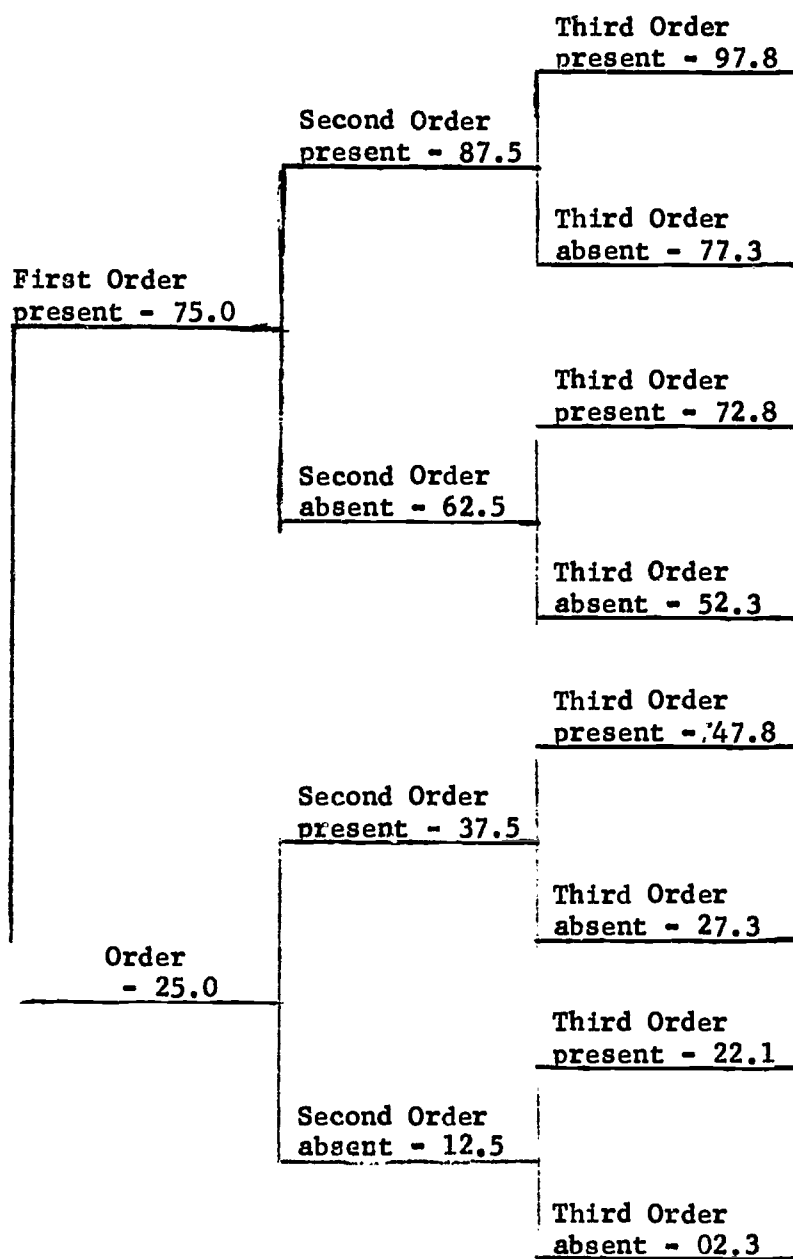 Third Order
present - 97.8
Second Order
present - 87.5
Third Order
absent - 77.3
First Order
present - 75.0
Third Order
present - 72.8
Second Order
absent - 62.5
Third Order
absent - 52.3
Third Order
present - 47.8
Second Order
present - 37.5
Third Order
absent - 27.3
Order
- 25.0
Third Order
present - 22.1
Second Order
absent - 12.5
Third Order
absent - 02.3